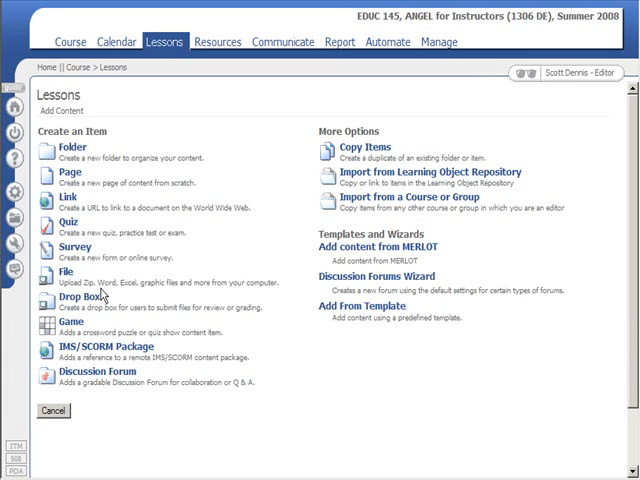 EDUC 145, ANGEL for Instructors (1306 DE), Summer 2008
Course Calendar Lessons Resources Communicate Report Automate Manage
Home || Course > Lessons
Scott Dennis - Editor
guide
Lessons
Add Content
Create an Item
Folder
Create a new folder to organize your content.
Page
Create a new page of content from scratch.
Link
Create a URL to link to a document on the World Wide Web.
Quiz
Create a new quiz, practice test or exam.
Survey
Create a new form or online survey.
File
Upload Zip, Word, Excel, graphic files and more from your computer.
Drop Box
Create a drop box for users to submit files for review or grading.
Game
Adds a crossword puzzle or quiz show content item.
IMS/SCORM Package
Adds a reference to a remote IMS/SCORM content package.
Discussion Forum
Adds a gradable Discussion Forum for collaboration or Q & A.
Cancel
More Options
Copy Items
Create a duplicate of an existing folder or item.
Import from Learning Object Repository
Copy or link to items in the Learning Object Repository
Import from a Course or Group
Copy items from any other course or group in which you are an editor
Templates and Wizards
Add content from MERLOT
Add content from MERLOT
Discussion Forums Wizard
Creates a new forum using the default settings for certain types of forums.
Add From Template
Add content using a predefined template.
ITM
508
PDA